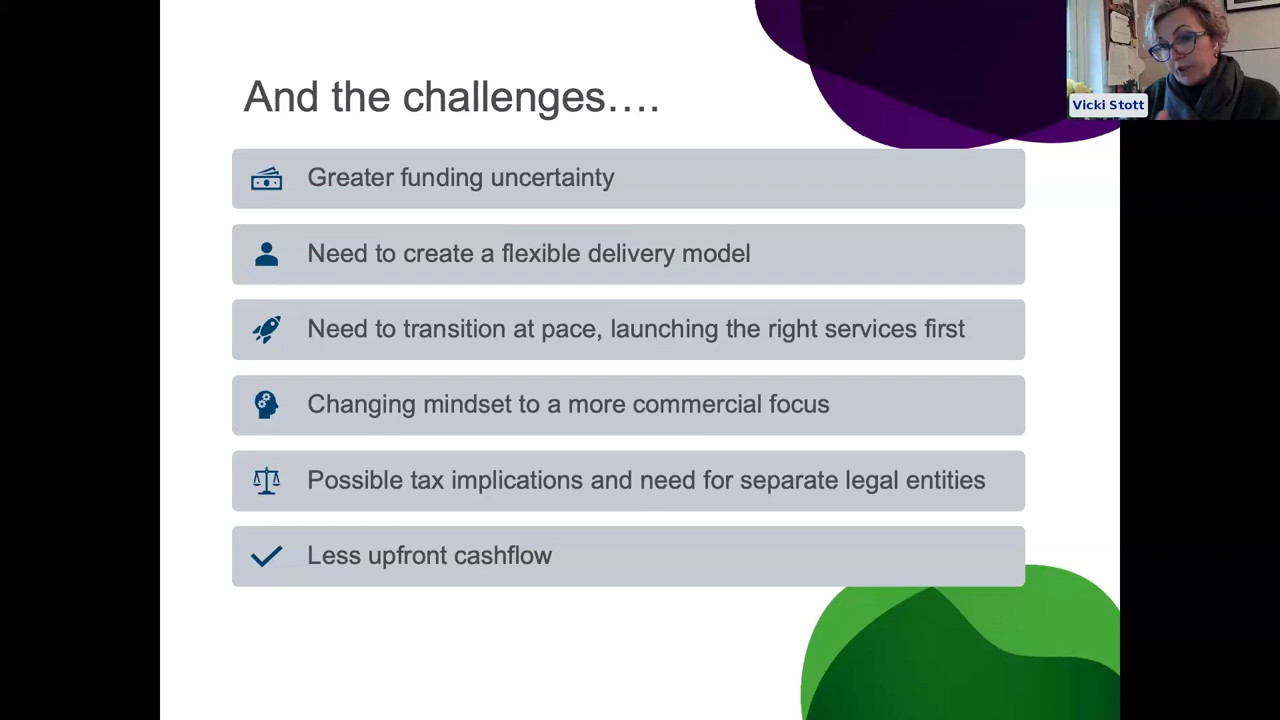 And the challenges….
Vicki Stott
Greater funding uncertainty
Need to create a flexible delivery model
Need to transition at pace, launching the right services first
Changing mindset to a more commercial focus
Possible tax implications and need for separate legal entities
Less upfront cashflow